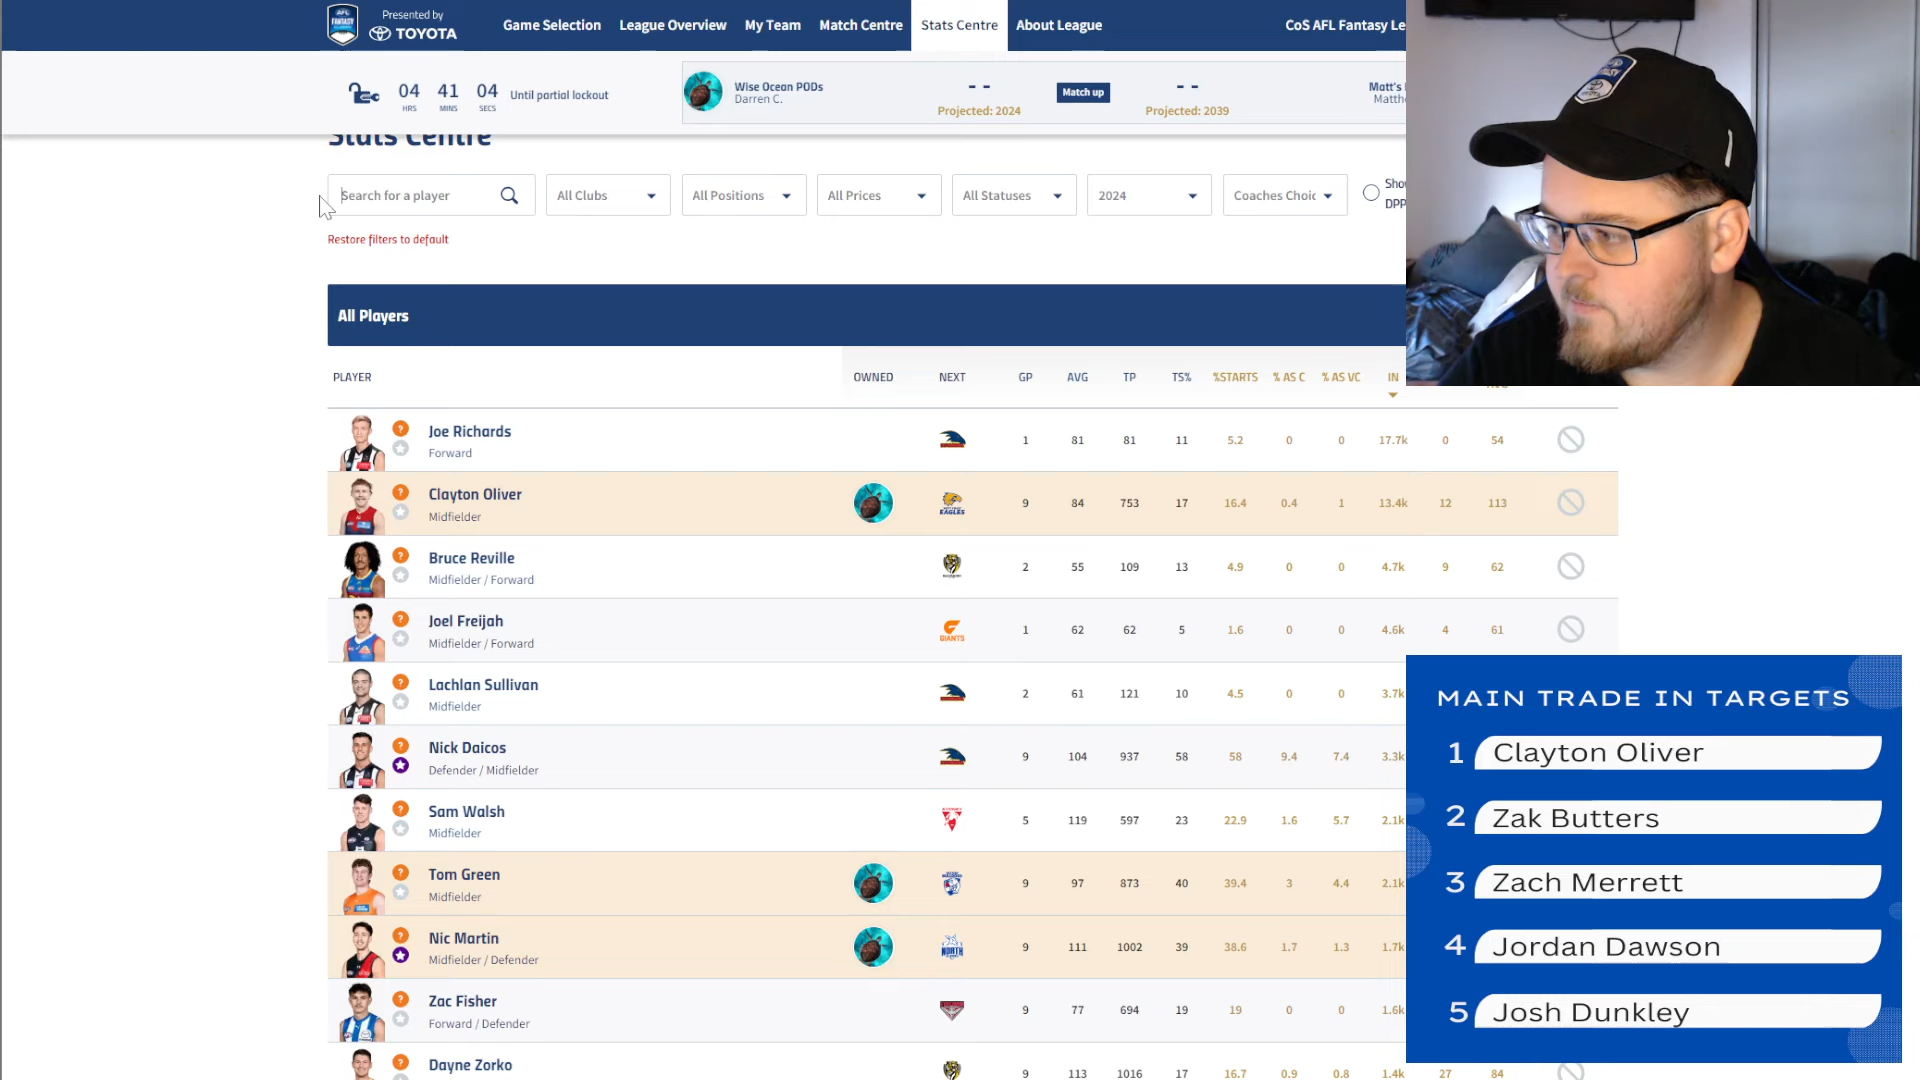 Presented by
TOYOTA
Game Selection
League Overview
My Team
Match Centre
Stats Centre
About League
CoS AFL Fantasy Le
04 41 04
HRS MINS SECS
Until partial lockout
Wise Ocean PODs
Darren C.
- -
Projected: 2024
Match up
- -
Projected: 2039
Matt's
Matth
Stats Centre
Search for a player
All Clubs
All Positions
All Prices
All Statuses
2024
Coaches Choic
Sho
DPP
Restore filters to default
All Players
PLAYER OWNED NEXT GP AVG TP TS% %STARTS % AS C % AS VC IN
Joe Richards
Forward
1 81 81 11 5.2 0 0 17.7k 0 54
Clayton Oliver
Midfielder
9 84 753 17 16.4 0.4 1 13.4k 12 113
Bruce Reville
Midfielder / Forward
2 55 109 13 4.9 0 0 4.7k 9 62
Joel Freijah
Midfielder / Forward
GIANTS
1 62 62 5 1.6 0 0 4.6k 4 61
Lachlan Sullivan
Midfielder
2 61 121 10 4.5 0 0 3.7k
Nick Daicos
Defender / Midfielder
9 104 937 58 58 9.4 7.4 3.3k
Sam Walsh
Midfielder
5 119 597 23 22.9 1.6 5.7 2.1k
Tom Green
Midfielder
9 97 873 40 39.4 3 4.4 2.1k
Nic Martin
Midfielder / Defender
NORTH
9 111 1002 39 38.6 1.7 1.3 1.7k
Zac Fisher
Forward / Defender
9 77 694 19 19 0 0 1.6k
Dayne Zorko
9 113 1016 17 16.7 0.9 0.8 1.4k 27 84
MAIN TRADE IN TARGETS
1 Clayton Oliver
2 Zak Butters
3 Zach Merrett
4 Jordan Dawson
5 Josh Dunkley